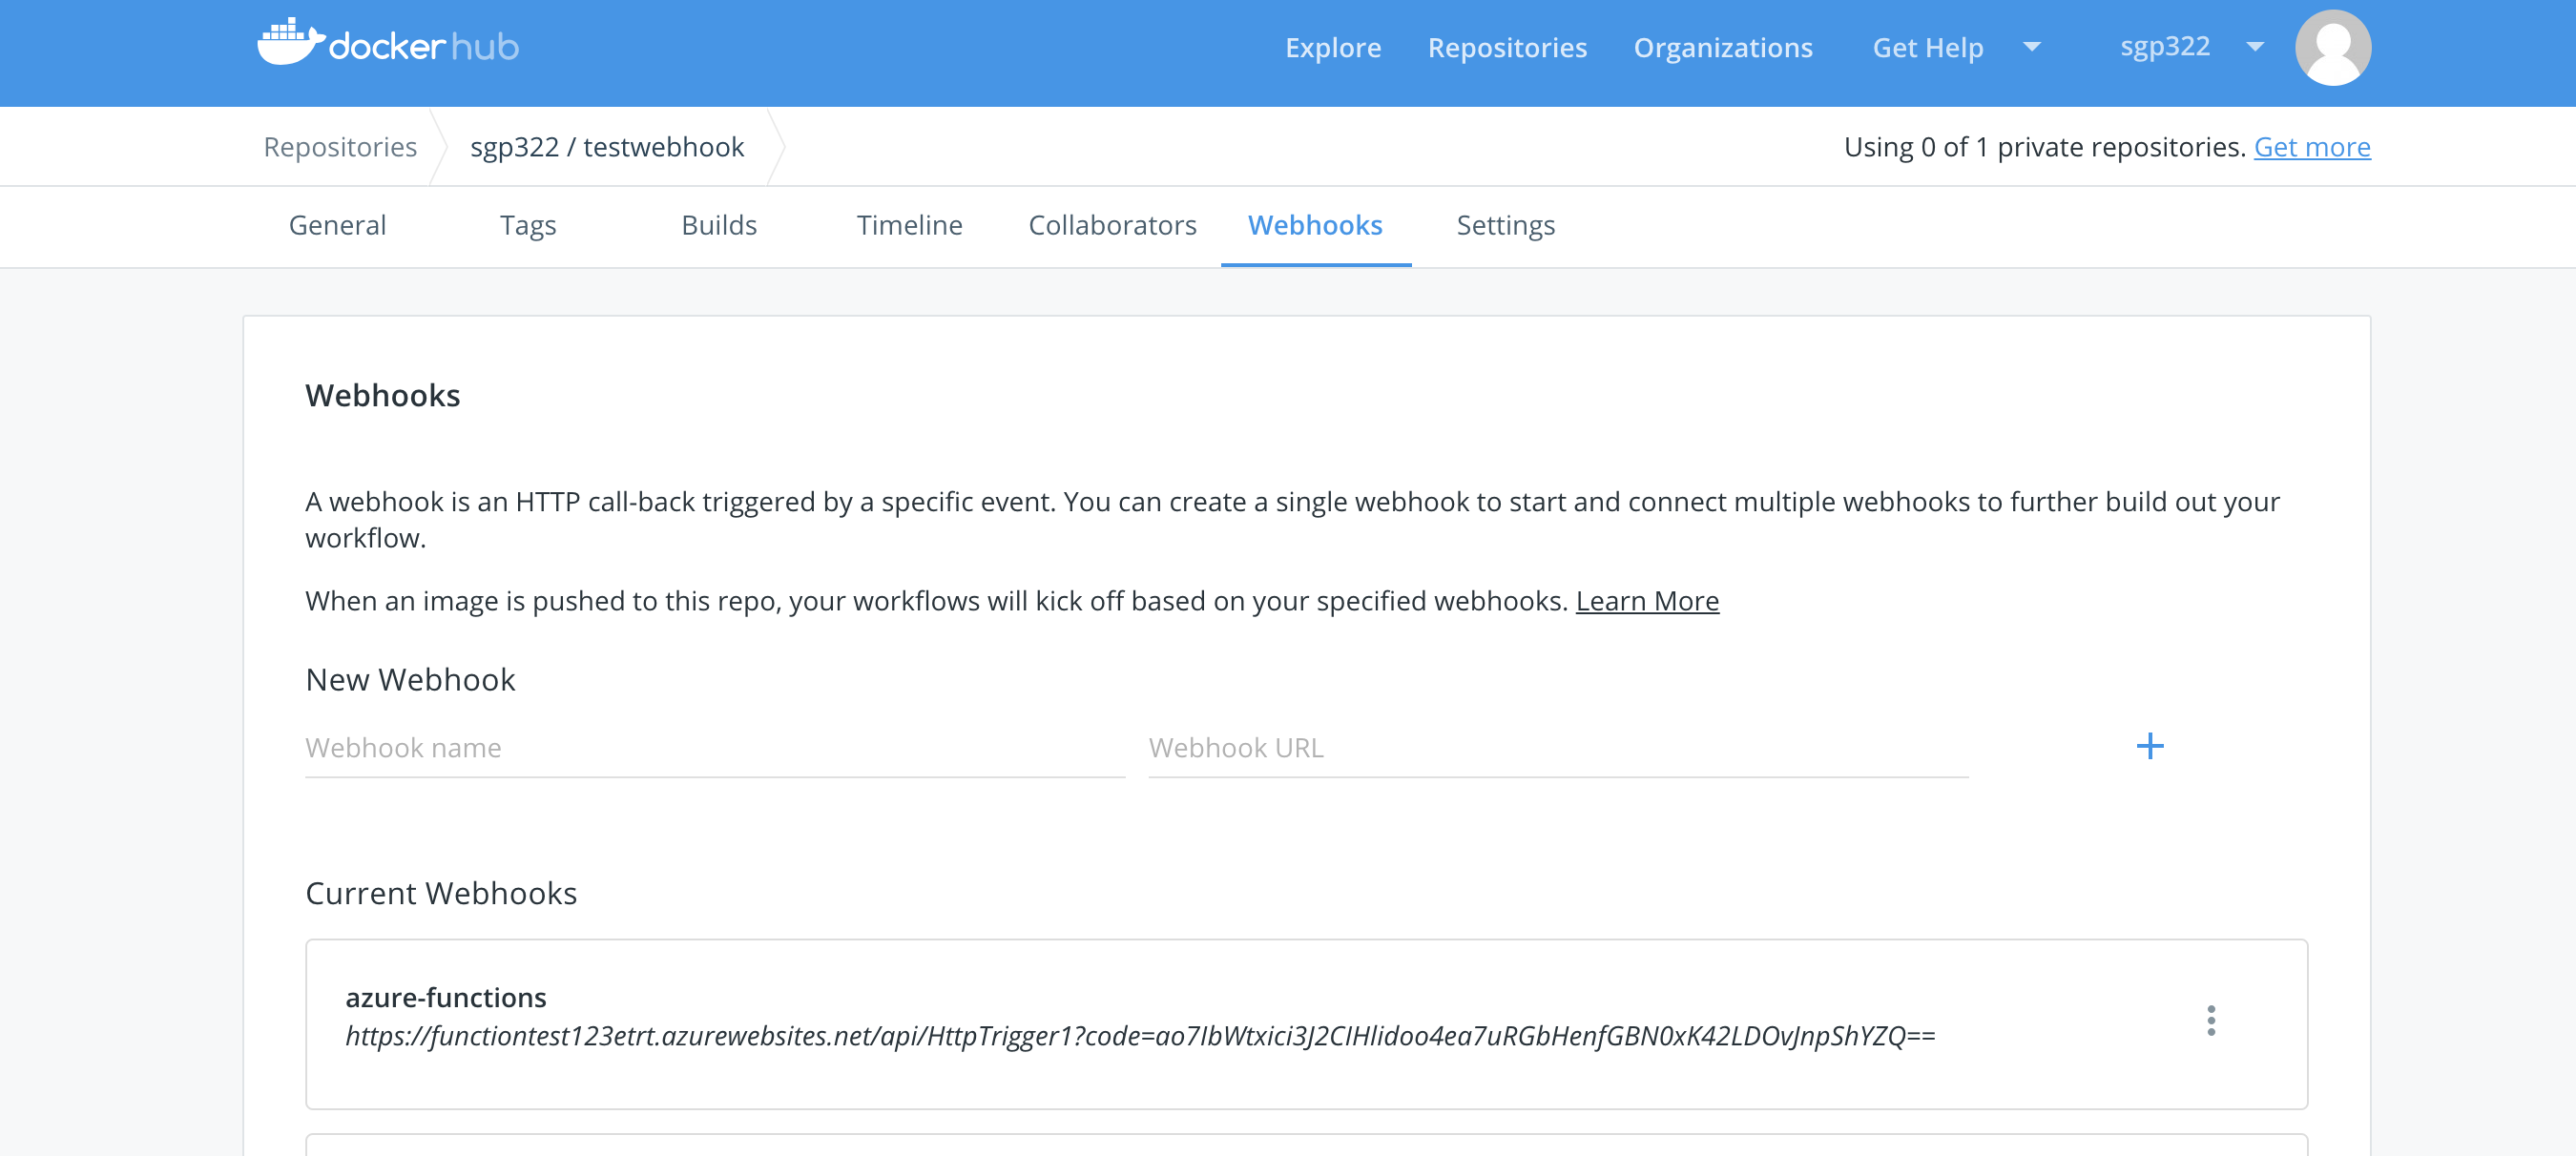 dockerhub
Explore Repositories Organizations Get Help sgp322
Repositories sgp322 / testwebhook Using 0 of 1 private repositories. Get more
General Tags Builds Timeline Collaborators Webhooks Settings
Webhooks
A webhook is an HTTP call-back triggered by a specific event. You can create a single webhook to start and connect multiple webhooks to further build out your
workflow.
When an image is pushed to this repo, your workflows will kick off based on your specified webhooks. Learn More
New Webhook
Webhook name Webhook URL
Current Webhooks
azure-functions
https://functiontest123etrt.azurewebsites.net/api/HttpTrigger1?code=ao7IbWtxici3J2CIHlidoo4ea7uRGbHenfGBN0xK42LDOvJnpShYZQ==